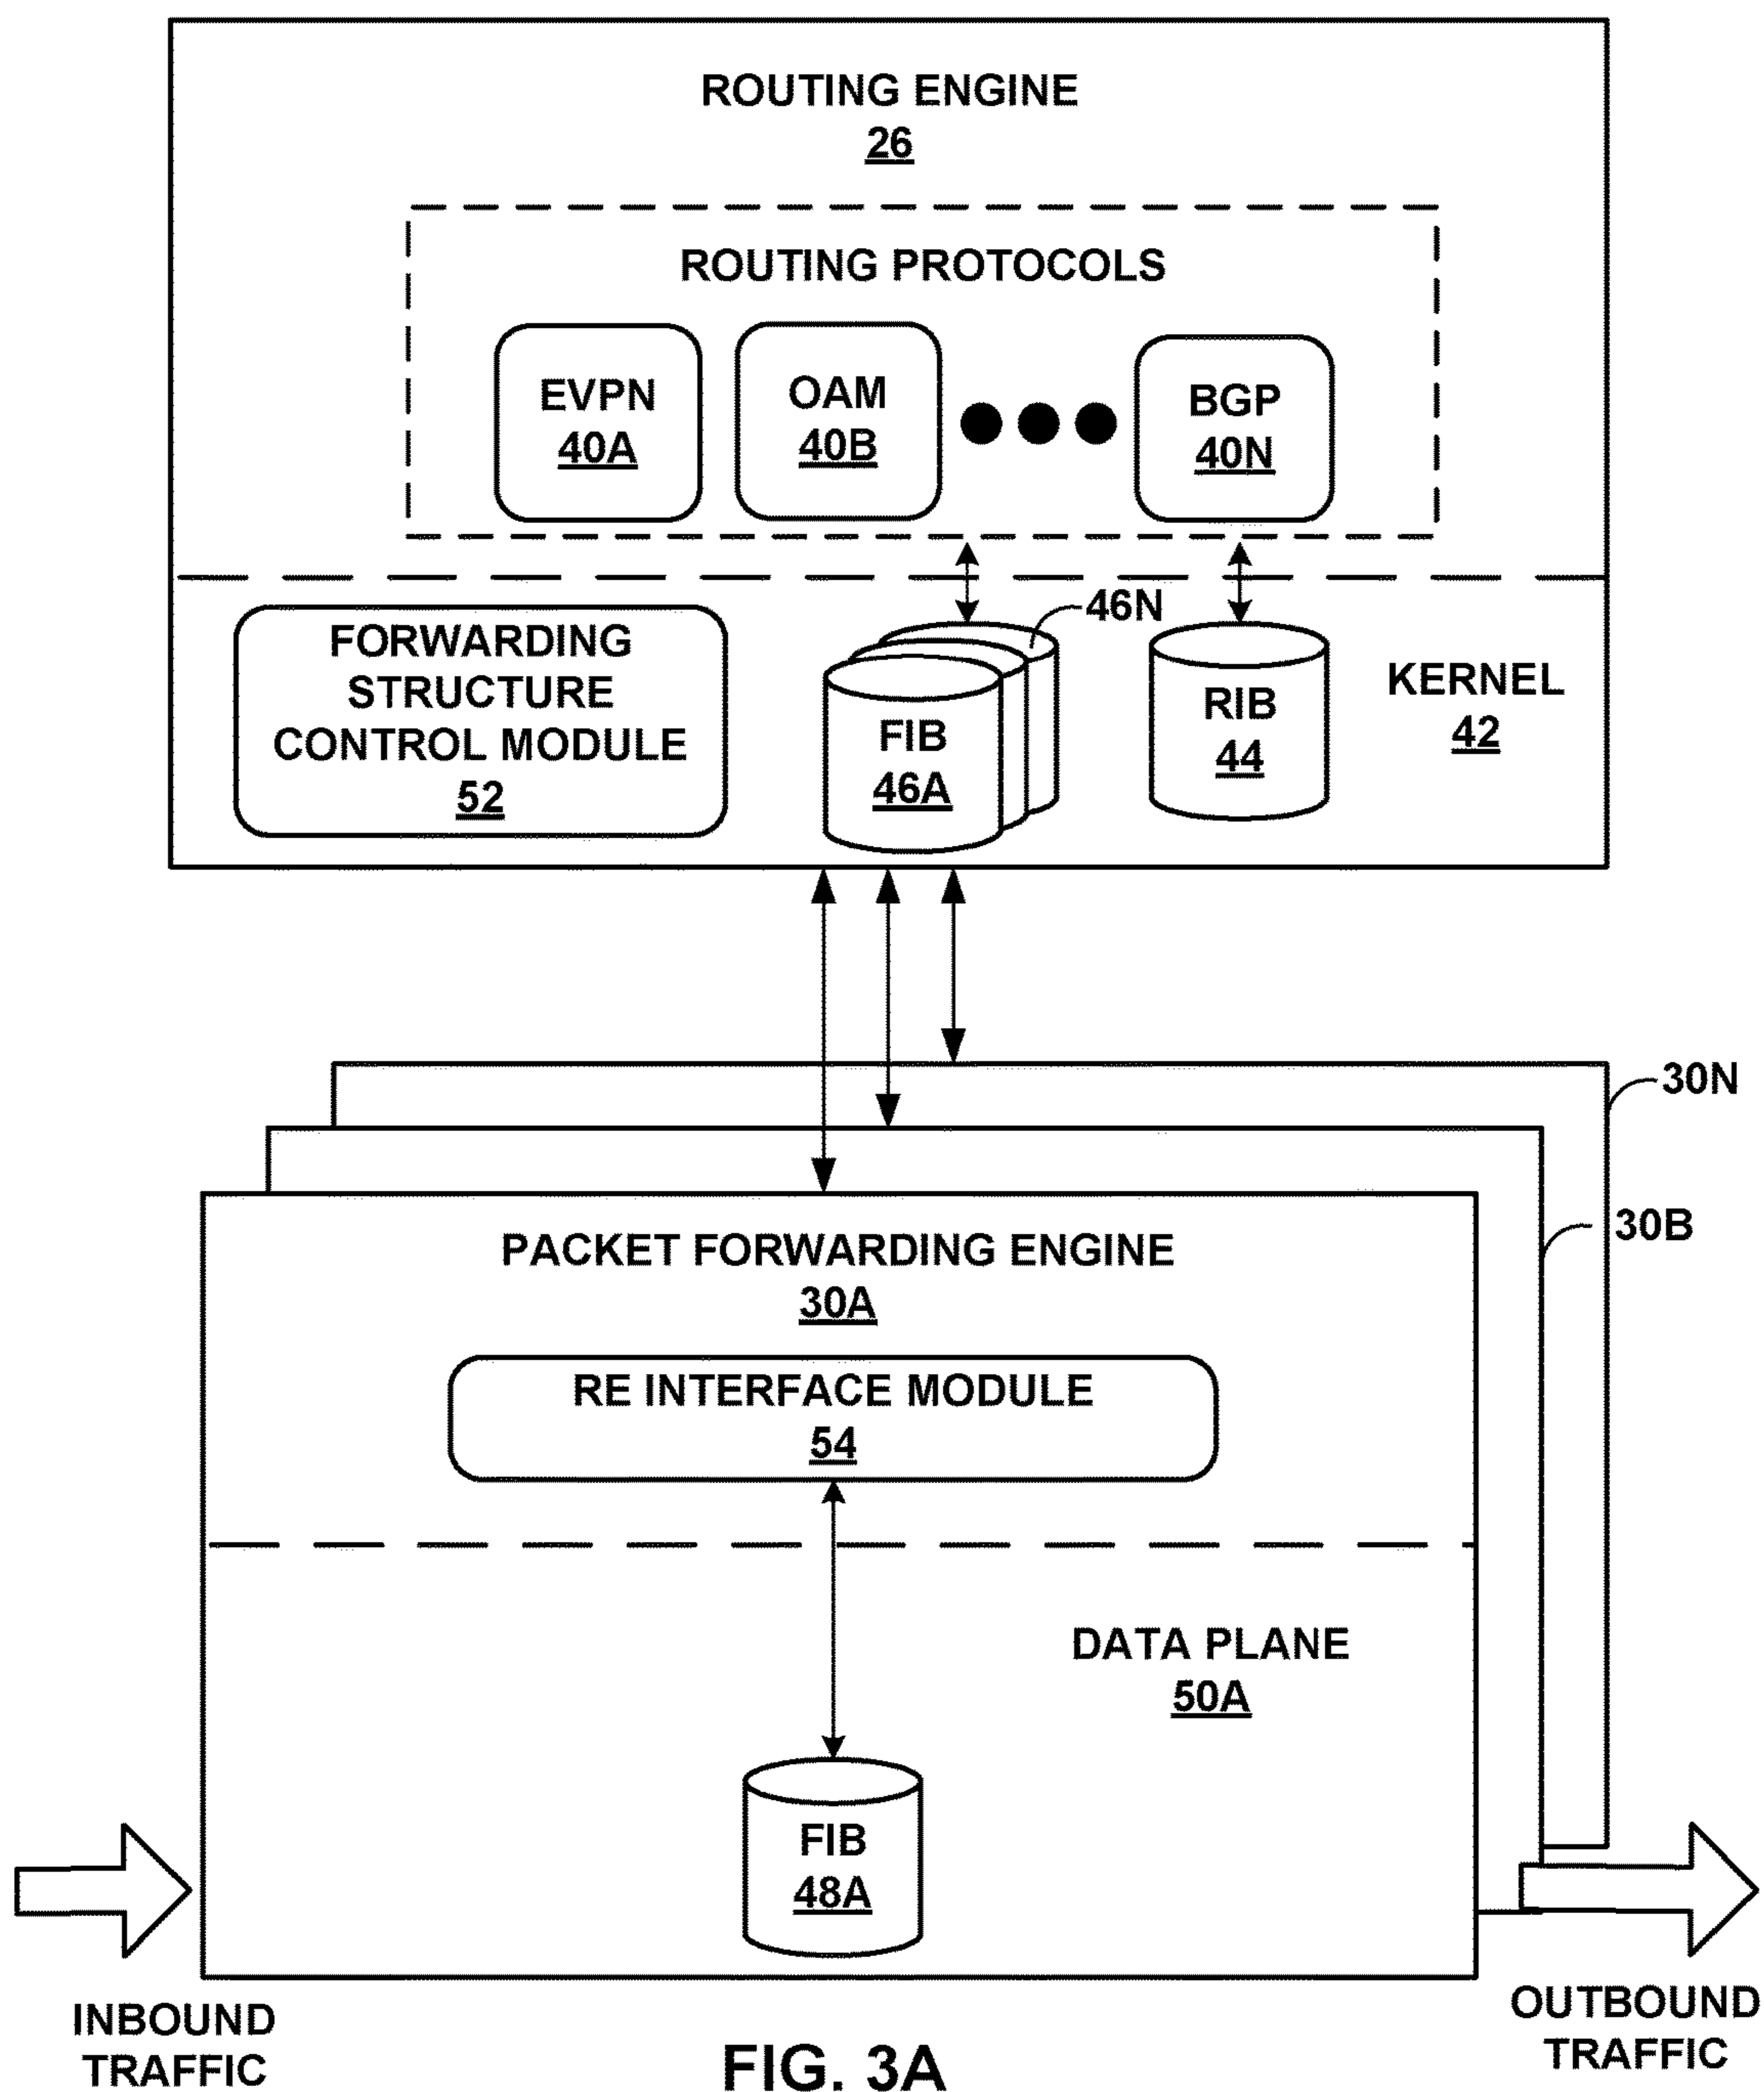 ROUTING ENGINE
26
ROUTING PROTOCOLS
EVPN
40A
OAM
40B
BGP
40N
46N
FORWARDING
STRUCTURE
CONTROL MODULE
52
FIB
46A
RIB
44
KERNEL
42
30N
30B
PACKET FORWARDING ENGINE
30A
RE INTERFACE MODULE
54
DATA PLANE
50A
FIB
48A
INBOUND
TRAFFIC
OUTBOUND
TRAFFIC
FIG. 3A